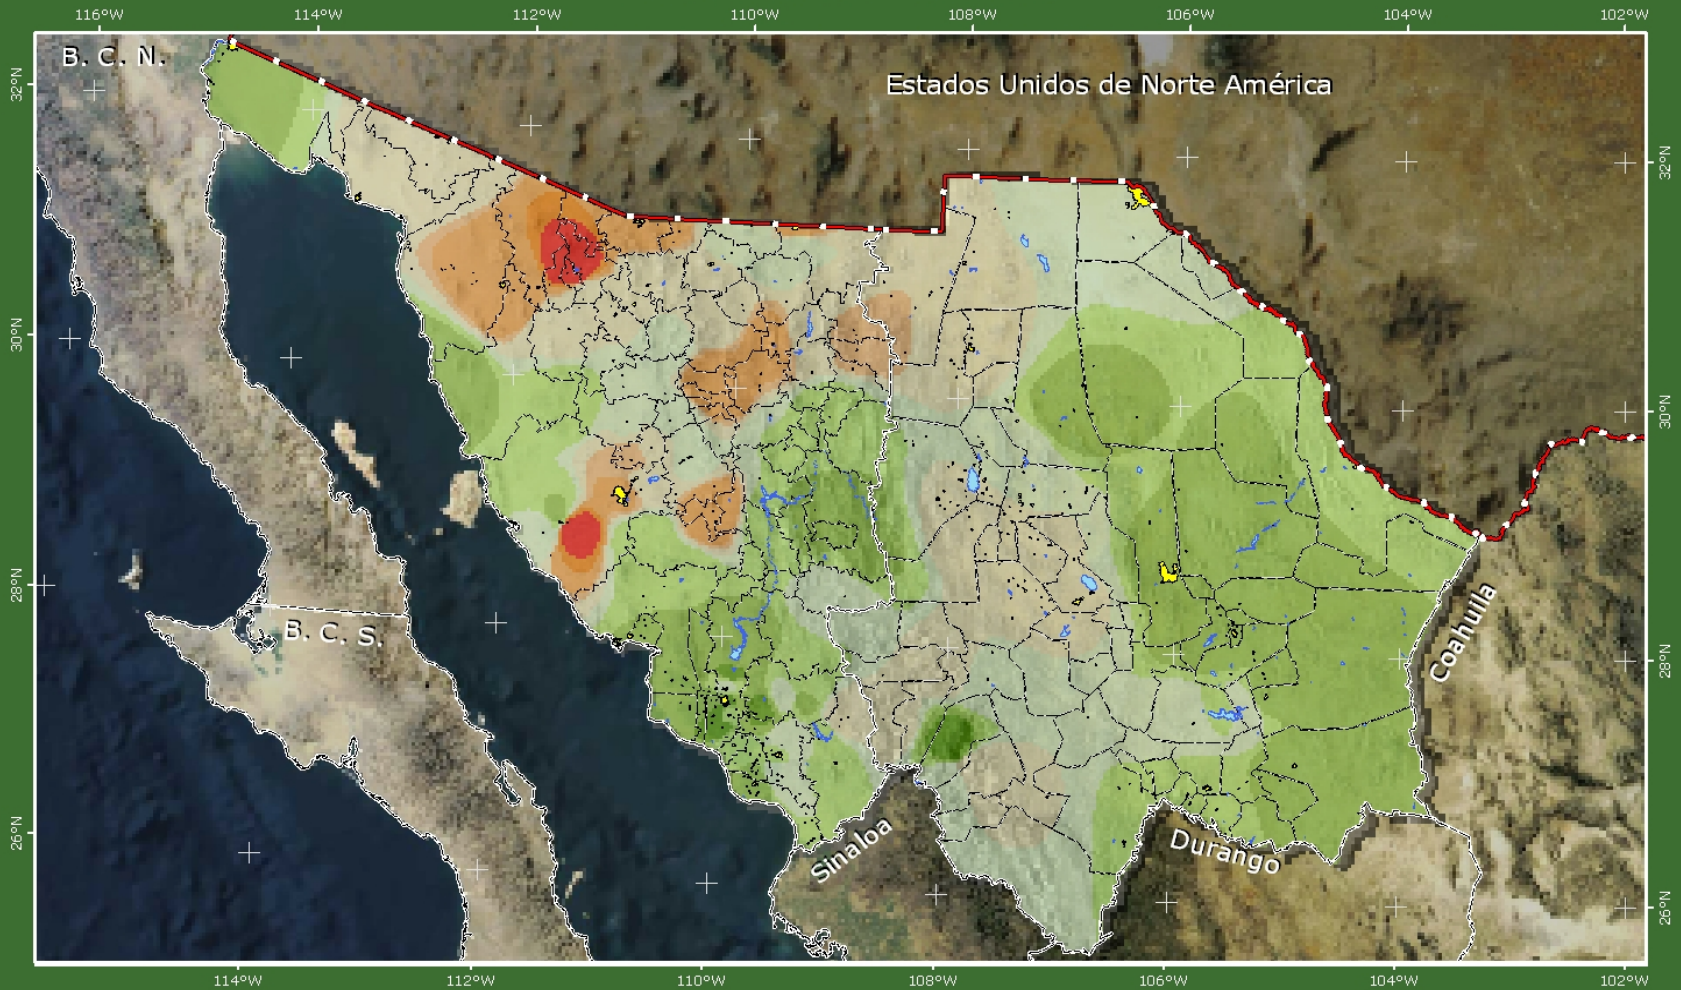 116°W 114°W 112°W 110°W 108°W 106°W 104°W 102°W
B. C. N.
Estados Unidos de Norte América
32°N
32°N
30°N
30°N
28°N
28°N
B. C. S.
Coahuila
Sinaloa
Durango
26°N
26°N
114°W 112°W 110°W 108°W 106°W 104°W 102°W